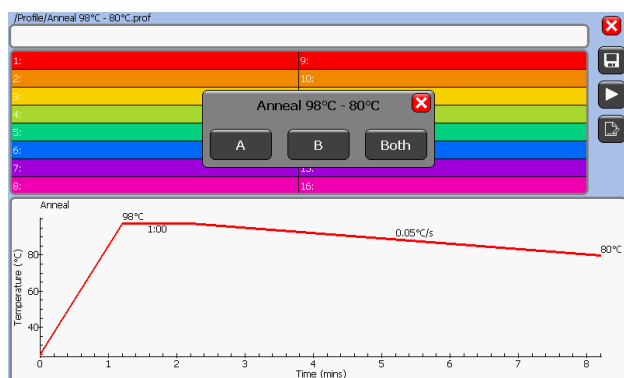 /Profile/Anneal 98°C - 80°C.prof
1: 9:
2: 10:
3:
Anneal 98°C - 80°C
4:
5:
A B Both
6:
7: 15:
8: 16:
Anneal
98°C
1:00
0.05°C/s
80°C
Temperature (°C)
80
60
40
0 1 2 3 4 5 6 7 8
Time (mins)